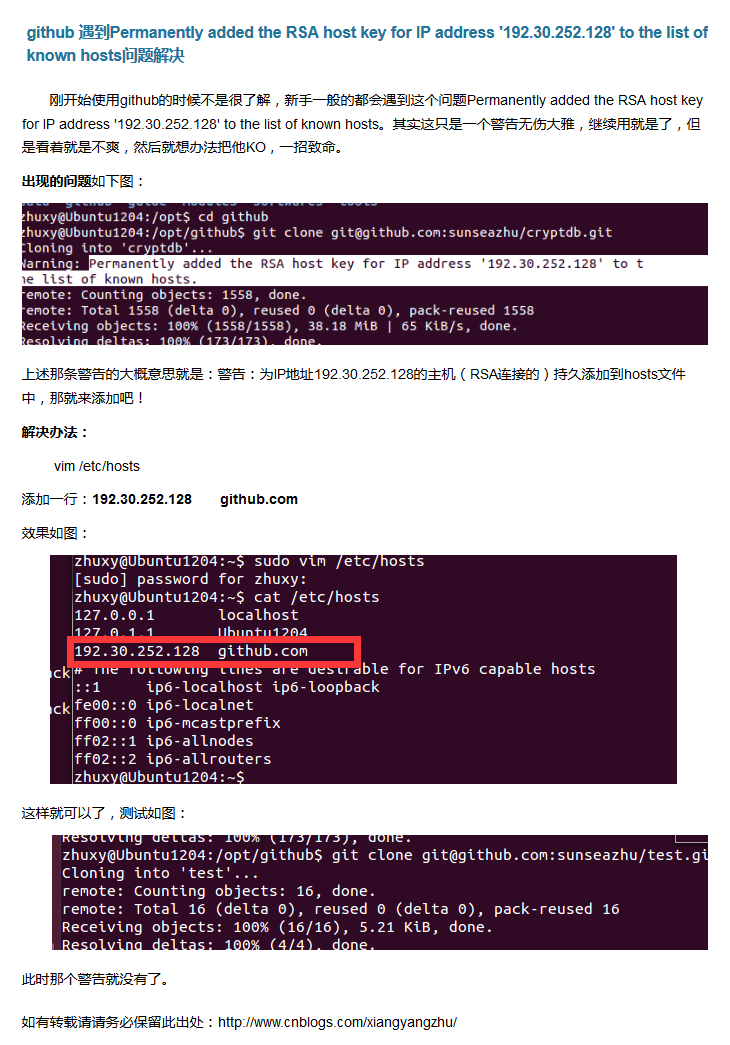 github 遇到Permanently added the RSA host key for IP address '192.30.252.128' to the list of
known hosts问题解决
刚开始使用github的时候不是很了解，新手一般的都会遇到这个问题Permanently added the RSA host key
for IP address '192.30.252.128' to the list of known hosts。其实这只是一个警告无伤大雅，继续用就是了，但
是看着就是不爽，然后就想办法把他KO，一招致命。
出现的问题如下图：
zhuxy@Ubuntu1204:/opt$ cd github
zhuxy@Ubuntu1204:/opt/github$ git clone git@github.com:sunseazhu/cryptdb.git
Cloning into 'cryptdb'...
Warning: Permanently added the RSA host key for IP address '192.30.252.128' to t
he list of known hosts.
remote: Counting objects: 1558, done.
remote: Total 1558 (delta 0), reused 0 (delta 0), pack-reused 1558
Receiving objects: 100% (1558/1558), 38.18 MiB | 65 KiB/s, done.
Resolving deltas: 100% (173/173), done.
上述那条警告的大概意思就是：警告：为IP地址192.30.252.128的主机（RSA连接的）持久添加到hosts文件
中，那就来添加吧！
解决办法：
vim /etc/hosts
添加一行：192.30.252.128 github.com
效果如图：
zhuxy@Ubuntu1204:~$ sudo vim /etc/hosts
[sudo] password for zhuxy:
zhuxy@Ubuntu1204:~$ cat /etc/hosts
127.0.0.1 localhost
127.0.1.1 Ubuntu1204
192.30.252.128 github.com
ack # The following lines are desirable for IPv6 capable hosts
::1 ip6-localhost ip6-loopback
ack fe00::0 ip6-localnet
ff00::0 ip6-mcastprefix
ff02::1 ip6-allnodes
ff02::2 ip6-allrouters
zhuxy@Ubuntu1204:~$
这样就可以了，测试如图：
Resolving deltas: 100% (173/173), done.
zhuxy@Ubuntu1204:/opt/github$ git clone git@github.com:sunseazhu/test.gi
Cloning into 'test'...
remote: Counting objects: 16, done.
remote: Total 16 (delta 0), reused 0 (delta 0), pack-reused 16
Receiving objects: 100% (16/16), 5.21 KiB, done.
Resolving deltas: 100% (4/4), done.
此时那个警告就没有了。
如有转载请请务必保留此出处：http://www.cnblogs.com/xiangyangzhu/